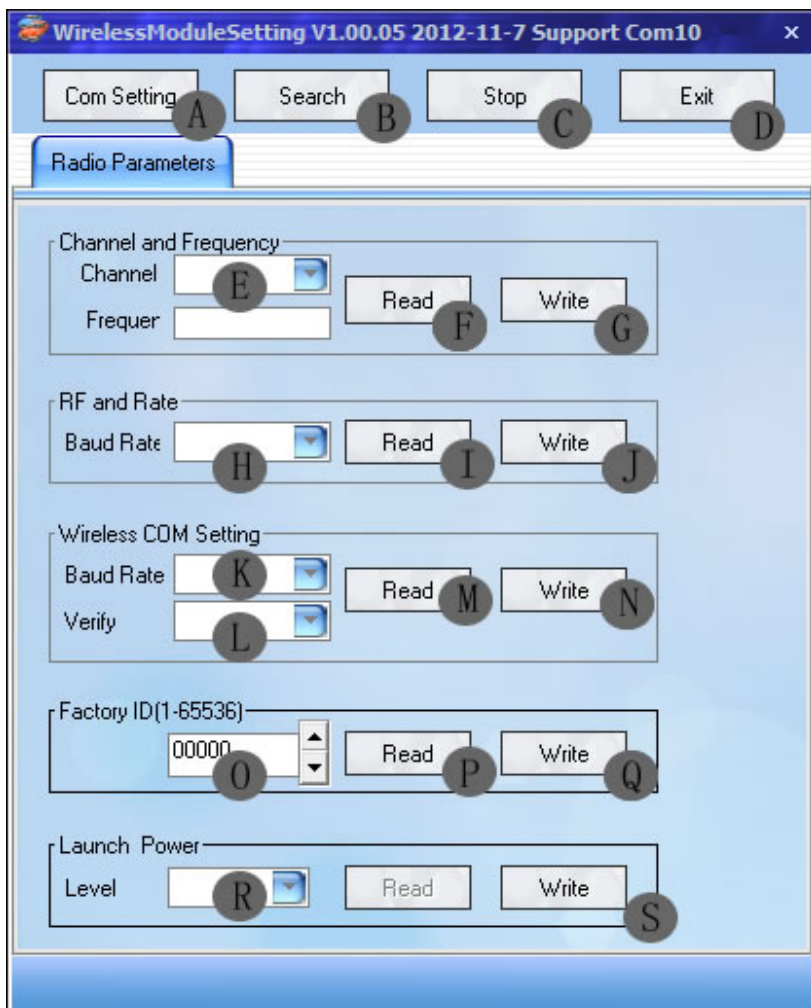 WirelessModuleSetting V1.00.05 2012-11-7 Support Com10 ×
Com Setting A Search B Stop C Exit D
Radio Parameters
Channel and Frequency
Channel E
Read F Write G
Frequer
RF and Rate
Baud Rate H Read I Write J
Wireless COM Setting
Baud Rate K
Read M Write N
Verify L
Factory ID(1-65536)
00000 O Read P Write Q
Launch Power
Level R Read Write S